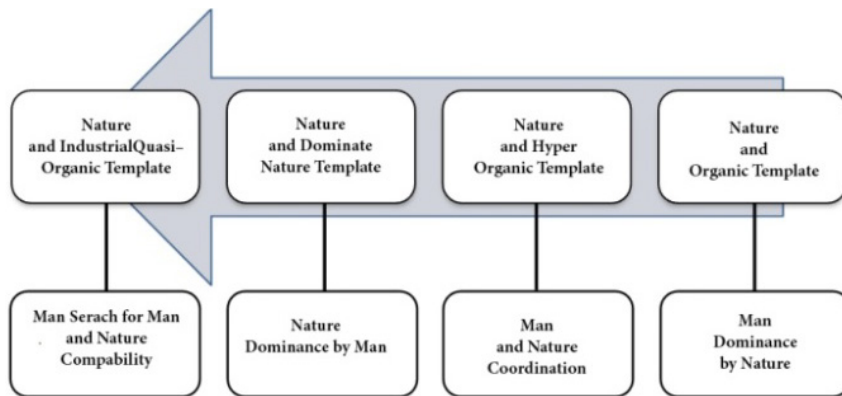 Nature
and IndustrialQuasi–
Organic Template
Nature
and Dominate
Nature Template
Nature
and Hyper
Organic Template
Nature
and
Organic Template
Man Serach for Man
and Nature
Compability
Nature
Dominance by Man
Man
and Nature
Coordination
Man
Dominance
by Nature